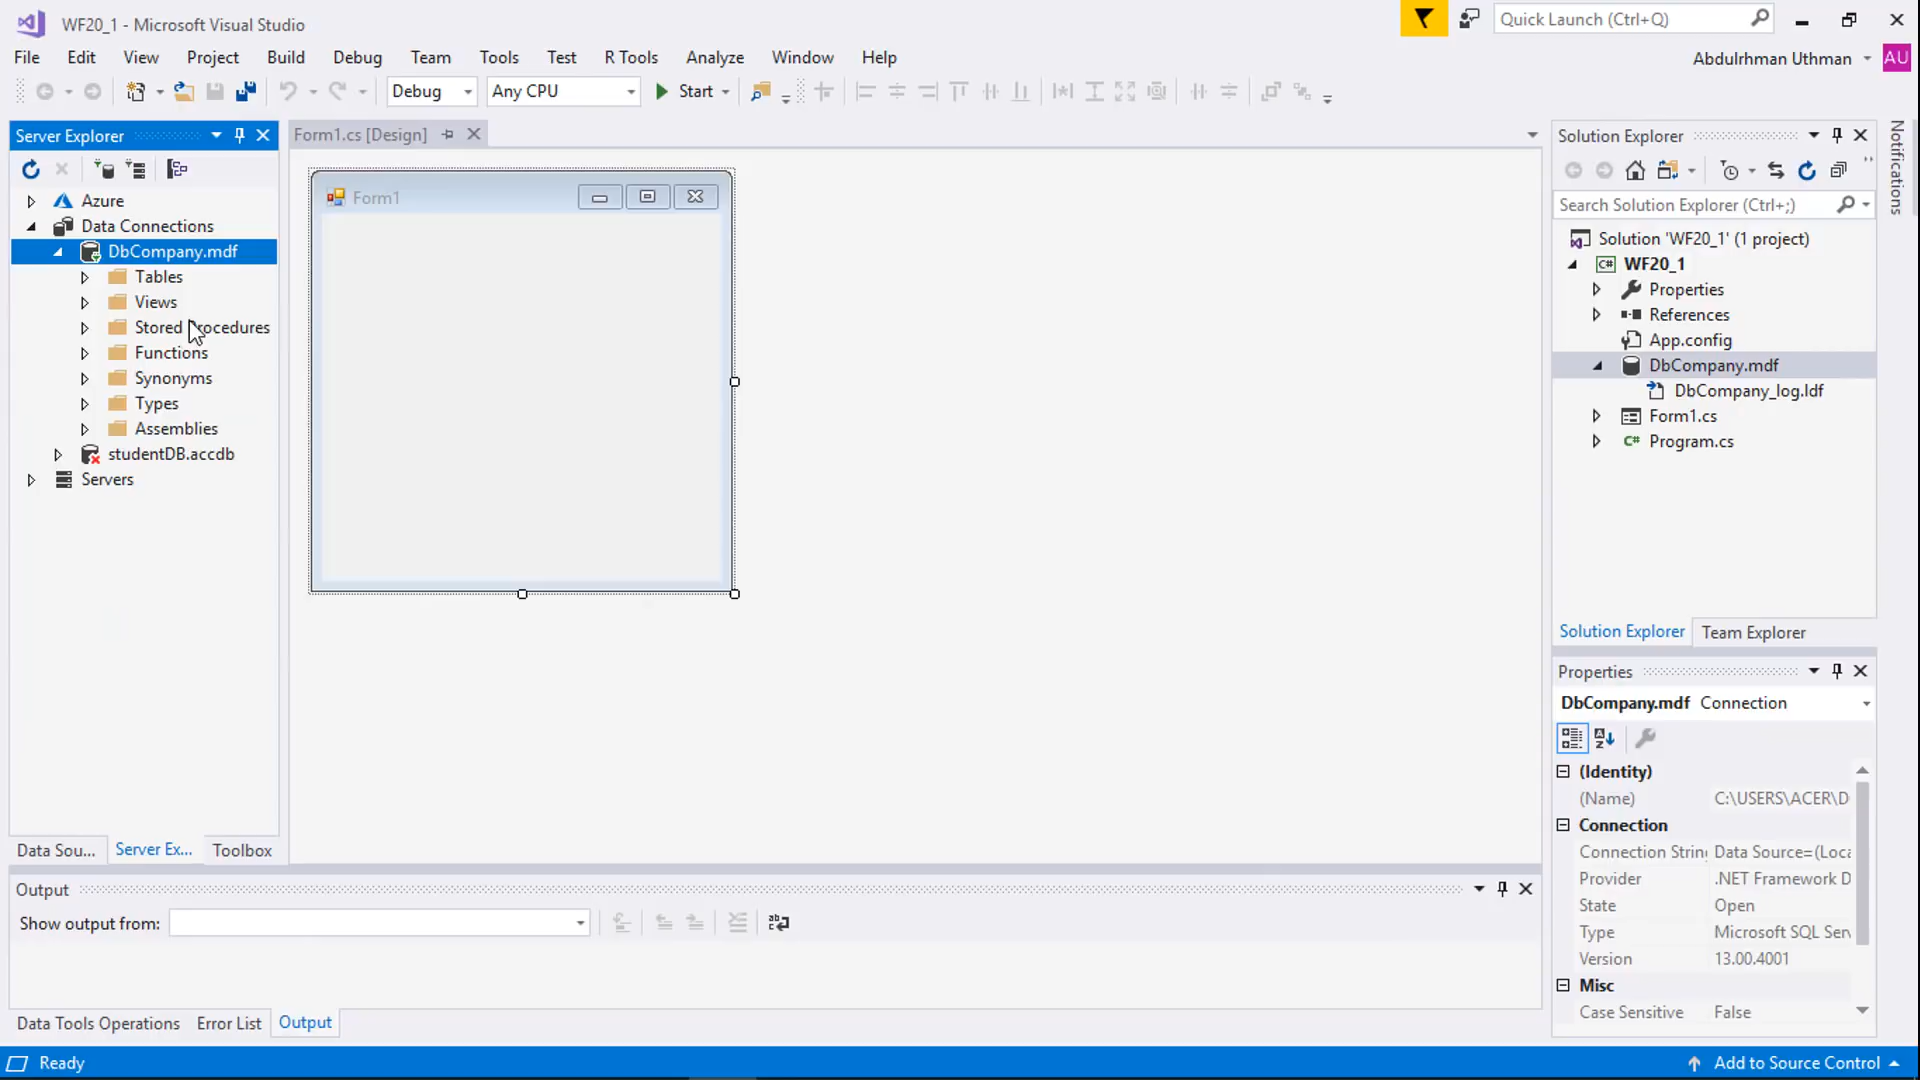 WF20_1 - Microsoft Visual Studio
Quick Launch (Ctrl+Q)
File Edit View Project Build Debug Team Tools Test R Tools Analyze Window Help
Abdulrhman Uthman AU
Debug Any CPU Start
Server Explorer
Azure
Data Connections
DbCompany.mdf
Tables
Views
Stored Procedures
Functions
Synonyms
Types
Assemblies
studentDB.accdb
Servers
Data Sou... Server Ex... Toolbox
Form1.cs [Design]
Form1
Solution Explorer
Search Solution Explorer (Ctrl+;)
Solution 'WF20_1' (1 project)
WF20_1
Properties
References
App.config
DbCompany.mdf
DbCompany_log.ldf
Form1.cs
Program.cs
Solution Explorer Team Explorer
Notifications
Properties
DbCompany.mdf Connection
(Identity)
(Name) C:\USERS\ACER\D
Connection
Connection String Data Source=(Loca
Provider .NET Framework D
State Open
Type Microsoft SQL Serv
Version 13.00.4001
Misc
Case Sensitive False
Output
Show output from:
Data Tools Operations Error List Output
Ready
Add to Source Control